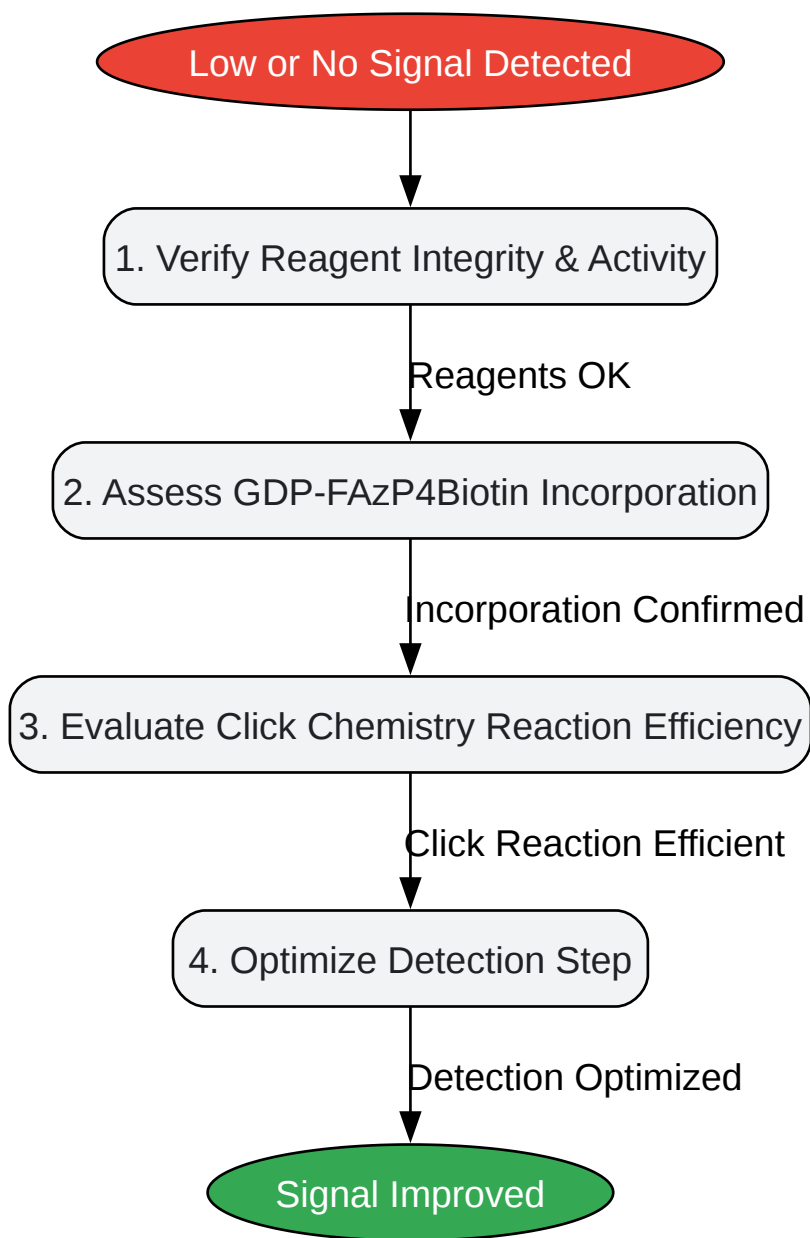 Low or No Signal Detected
1. Verify Reagent Integrity & Activity
Reagents OK
2. Assess GDP-FAzP4Biotin Incorporation
Incorporation Confirmed
3. Evaluate Click Chemistry Reaction Efficiency
Click Reaction Efficient
4. Optimize Detection Step
Detection Optimized
Signal Improved